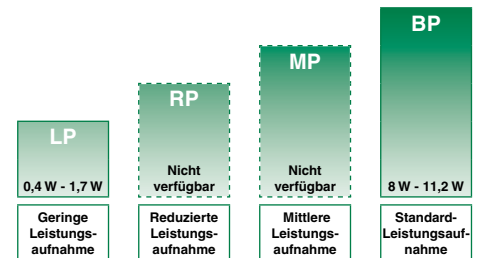 BP
MP
RP
LP
0,4 W - 1,7 W
Nicht
verfügbar
Nicht
verfügbar
8 W - 11,2 W
Geringe
Leistungs-
aufnahme
Reduzierte
Leistungs-
aufnahme
Mittlere
Leistungs-
aufnahme
Standard-
Leistungsauf-
nahme